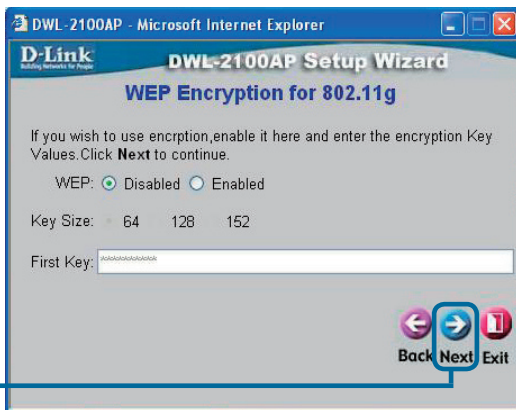 DWL-2100AP - Microsoft Internet Explorer
D-Link
Building Networks for People
DWL-2100AP Setup Wizard
WEP Encryption for 802.11g
If you wish to use encrption,enable it here and enter the encryption Key
Values.Click Next to continue.
WEP: Disabled Enabled
Key Size: 64 128 152
First Key: **********
Back Next Exit